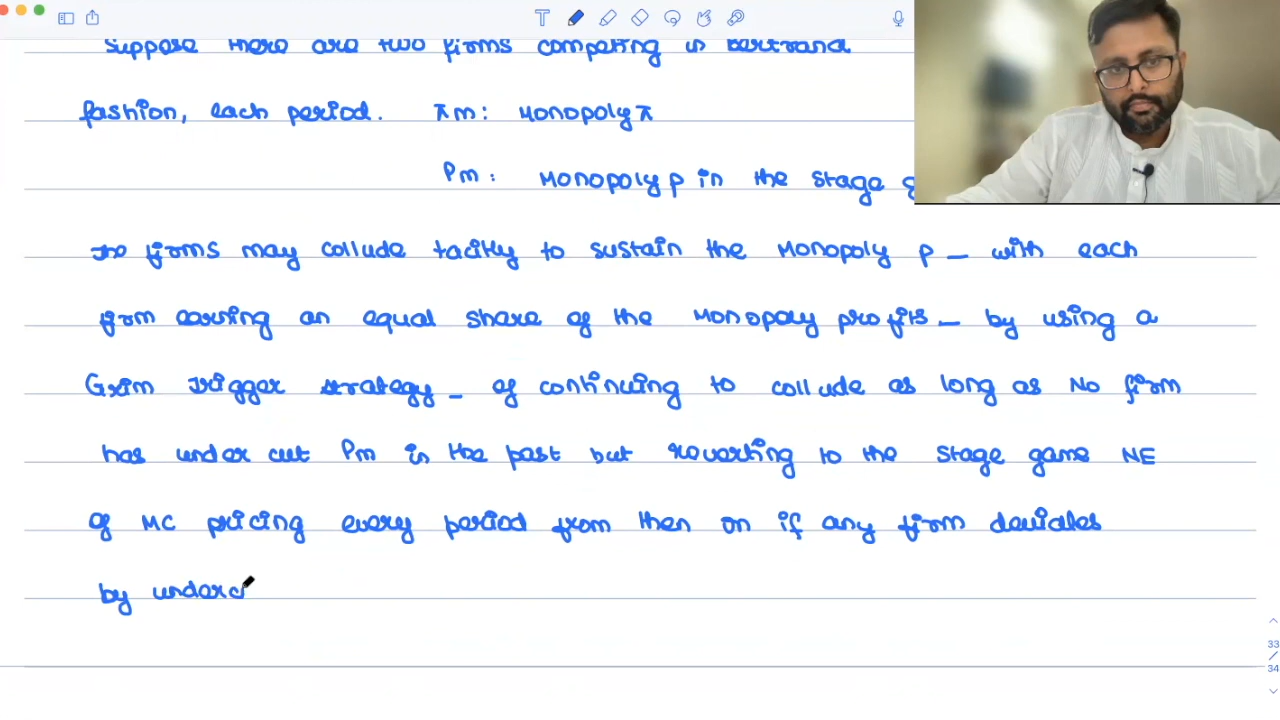 Suppose there are two firms competing in Bertrand
fashion, each period. πm: Monopoly π
Pm: Monopoly p in the stage g
The firms may collude tacitly to sustain the Monopoly p _ with each
firm earning an equal share of the Monopoly profits _ by using a
Grim Trigger strategy _ of continuing to collude as long as No firm
has under cut Pm in the past but reverting to the stage game NE
of MC pricing every period from then on if any firm deviates
by underc
33
/
34